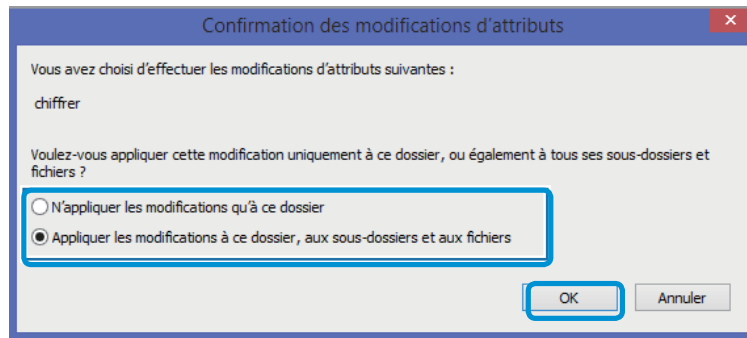 Confirmation des modifications d'attributs
Vous avez choisi d'effectuer les modifications d'attributs suivantes :
chiffrer
Voulez-vous appliquer cette modification uniquement à ce dossier, ou également à tous ses sous-dossiers et
fichiers ?
N'appliquer les modifications qu'à ce dossier
Appliquer les modifications à ce dossier, aux sous-dossiers et aux fichiers
OK
Annuler